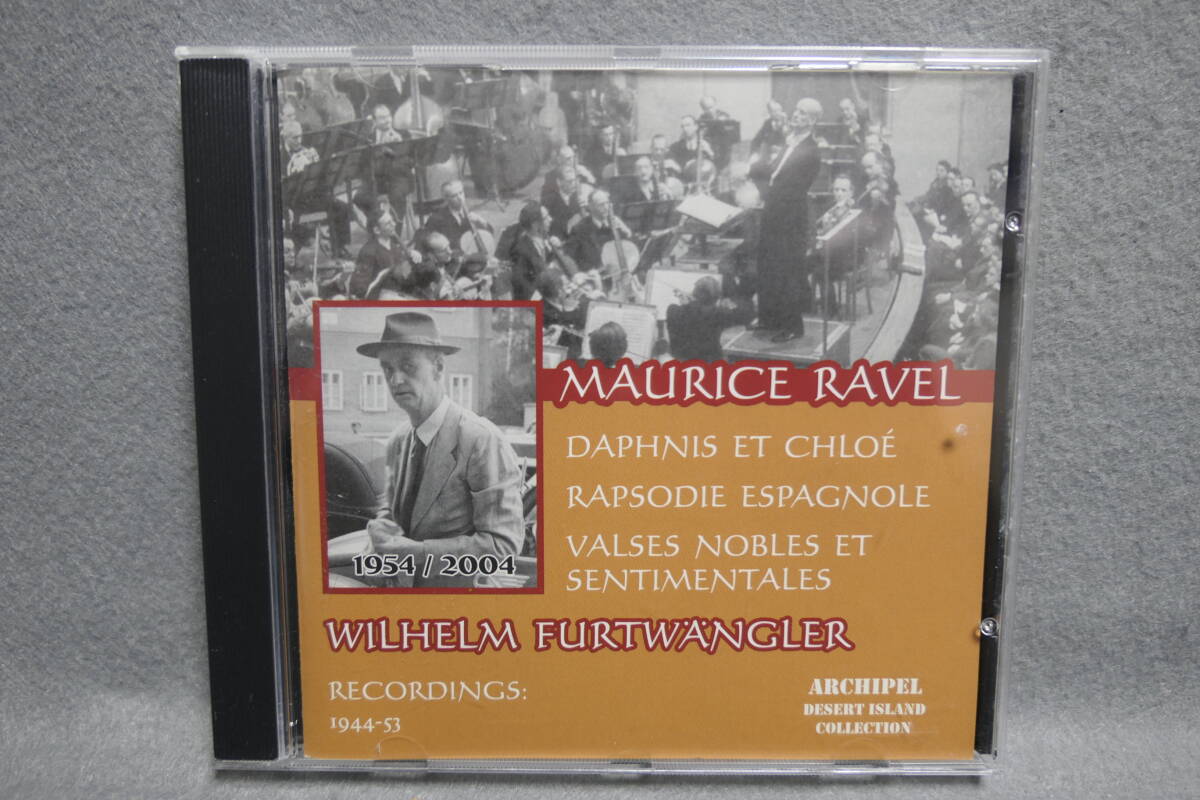 MAURICE RAVEL
DAPHNIS ET CHLOÉ
RAPSODIE ESPAGNOLE
VALSES NOBLES ET
SENTIMENTALES
1954 / 2004
WILHELM FURTWÄNGLER
RECORDINGS:
1944-53
ARCHIPEL
DESERT ISLAND
COLLECTION